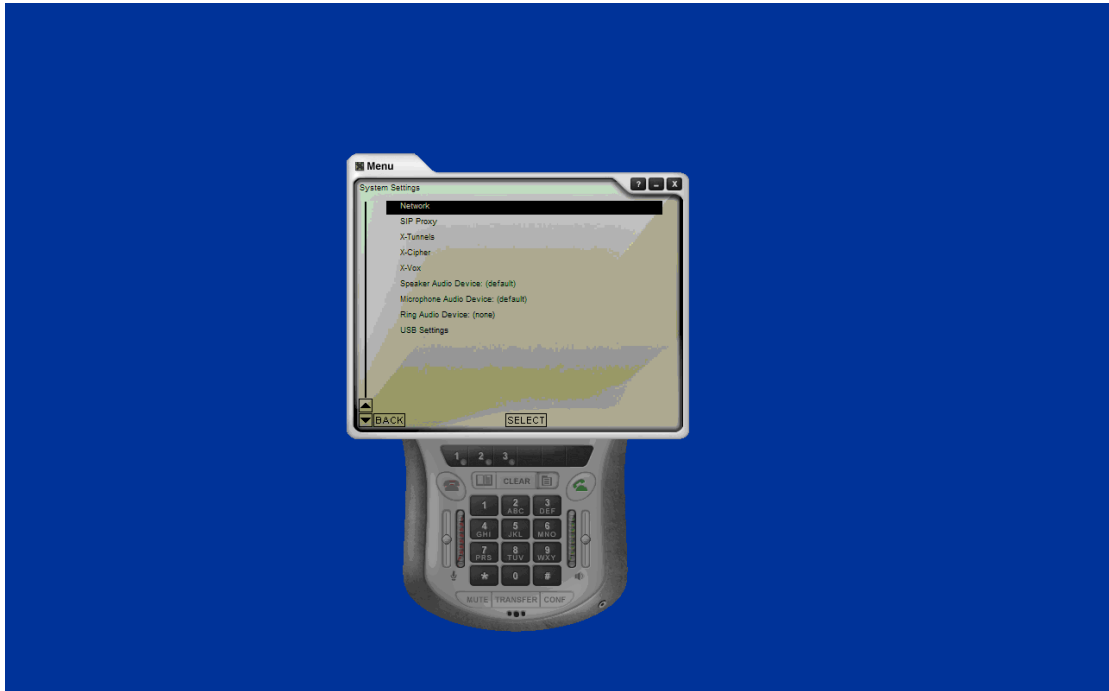 Menu
System Settings
? - X
Network
SIP Proxy
X-Tunnels
X-Cipher
X-Vox
Speaker Audio Device: (default)
Microphone Audio Device: (default)
Ring Audio Device: (none)
USB Settings
BACK SELECT
1 2 3
CLEAR
1 2 3
ABC DEF
4 5 6
GHI JKL MNO
7 8 9
PRS TUV WXY
* 0 #
MUTE TRANSFER CONF